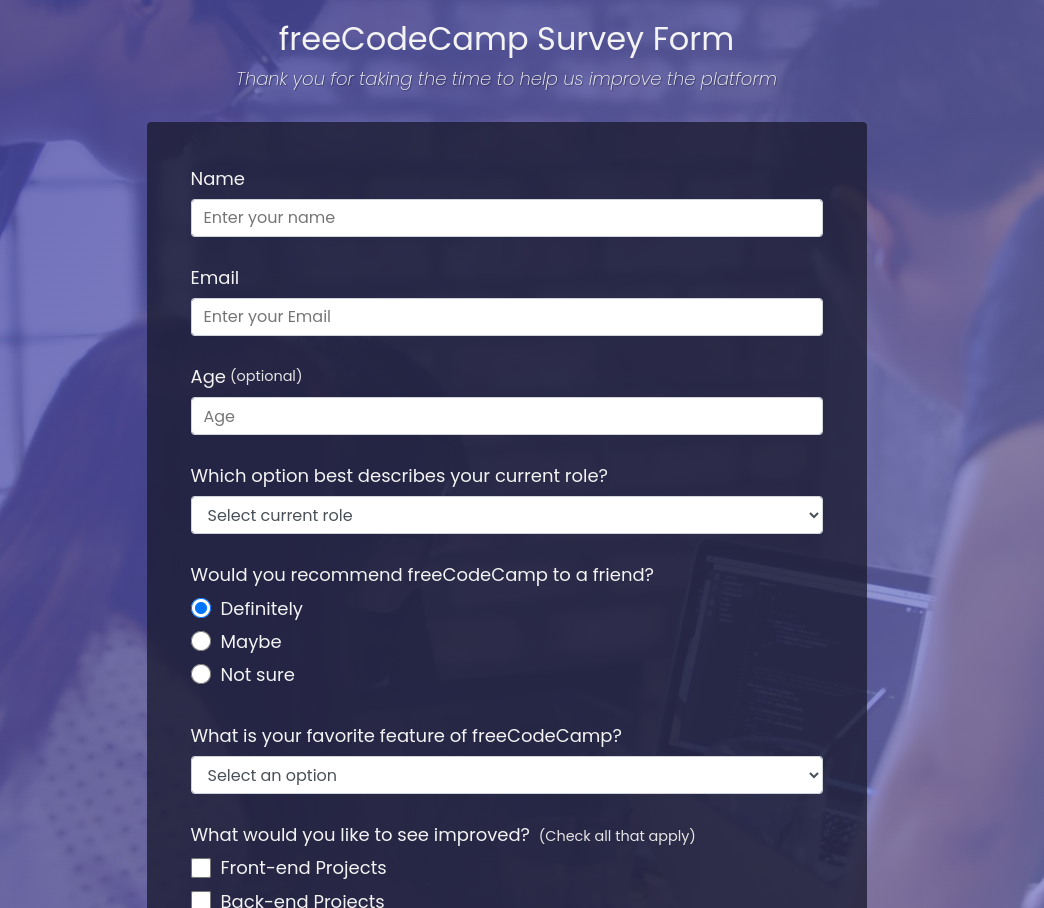 freeCodeCamp Survey Form
Thank you for taking the time to help us improve the platform
Name
Enter your name
Email
Enter your Email
Age (optional)
Age
Which option best describes your current role?
Select current role
Would you recommend freeCodeCamp to a friend?
Definitely
Maybe
Not sure
What is your favorite feature of freeCodeCamp?
Select an option
What would you like to see improved? (Check all that apply)
Front-end Projects
Back-end Projects